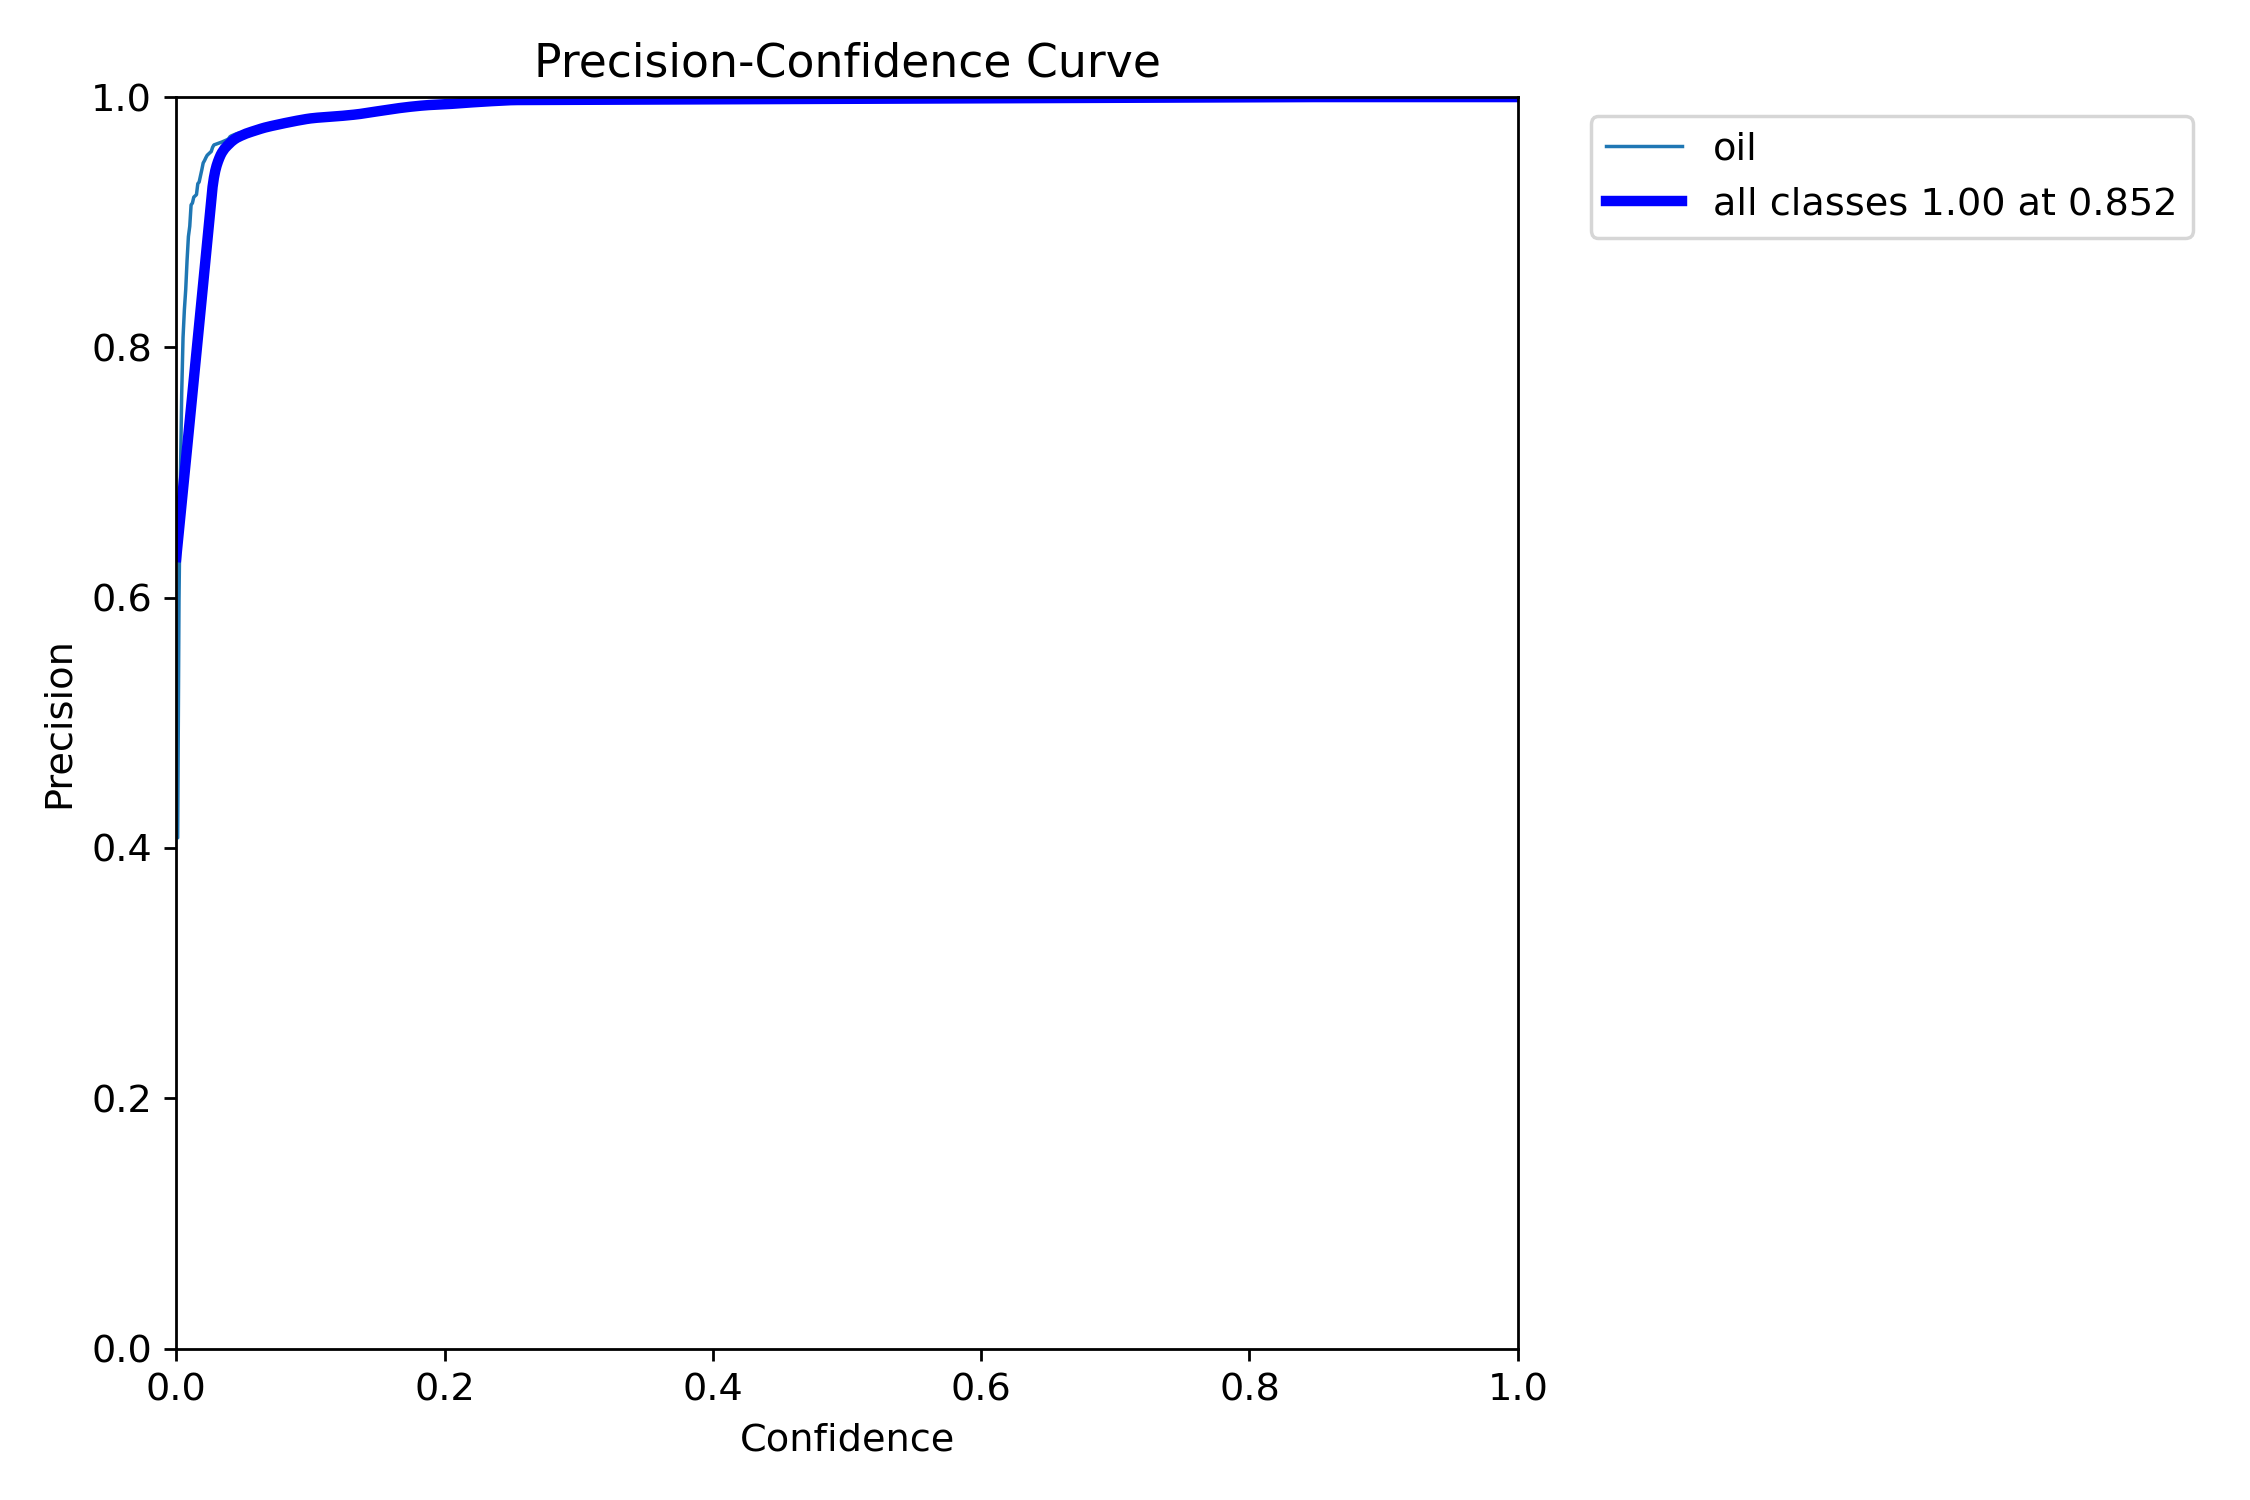 Precision-Confidence Curve
oil
all classes 1.00 at 0.852
Precision
1.0
0.8
0.6
0.4
0.2
0.0
0.0 0.2 0.4 0.6 0.8 1.0
Confidence